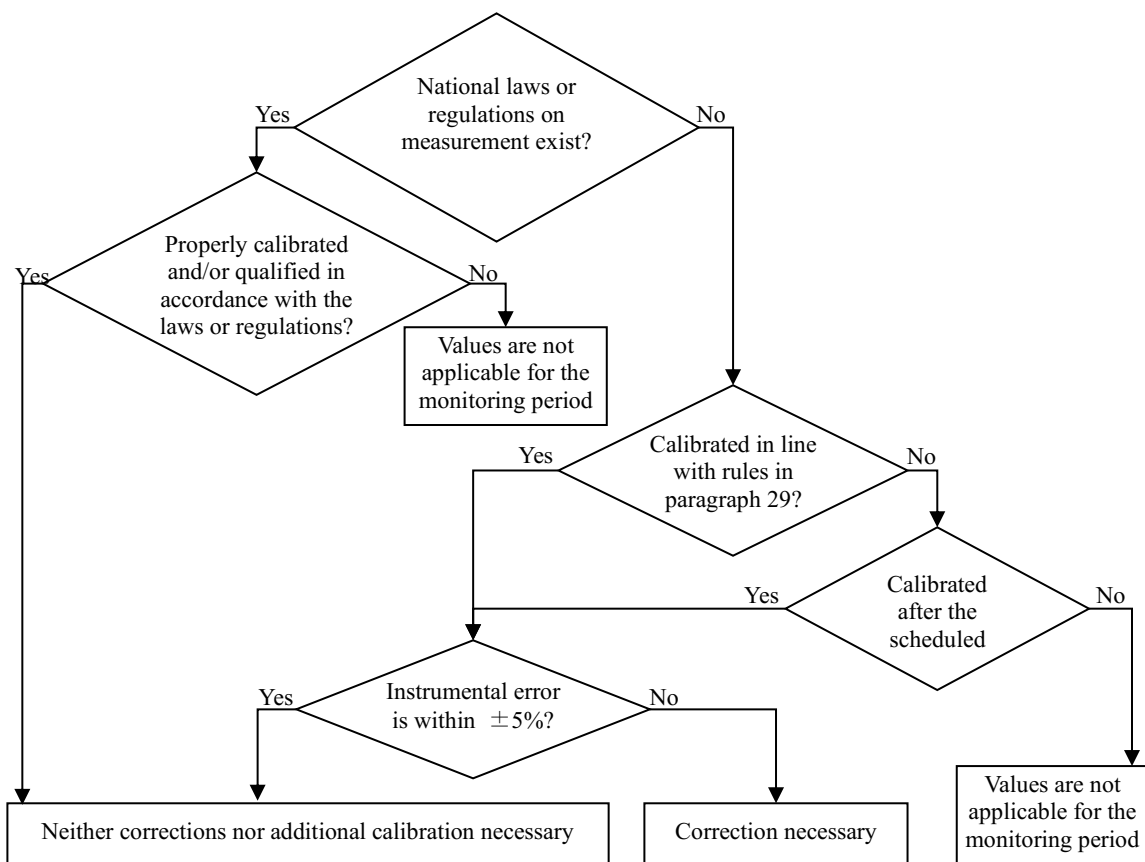 National laws or
regulations on
measurement exist?
Yes
No
Properly calibrated
and/or qualified in
accordance with the
laws or regulations?
Yes
No
Values are not
applicable for the
monitoring period
Calibrated in line
with rules in
paragraph 29?
Yes
No
Calibrated
after the
scheduled
Yes
No
Instrumental error
is within ±5%?
Yes
No
Neither corrections nor additional calibration necessary
Correction necessary
Values are not
applicable for the
monitoring period